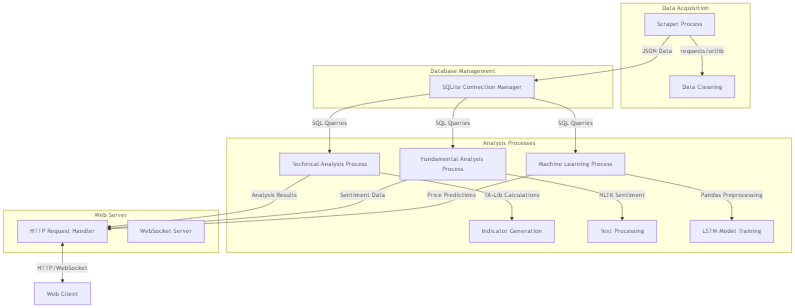 Data Acquisition
Scraper Process
JSON Data
requests/urllib
Database Management
SQLite Connection Manager
Data Cleaning
SQL Queries
SQL Queries
SQL Queries
Analysis Processes
Technical Analysis Process
Fundamental Analysis
Process
Machine Learning Process
Analysis Results
Sentiment Data
Price Predictions
TA-Lib Calculations
NLTK Sentiment
Pandas Preprocessing
Web Server
HTTP Request Handler
WebSocket Server
Indicator Generation
Text Processing
LSTM Model Training
HTTP/WebSocket
Web Client